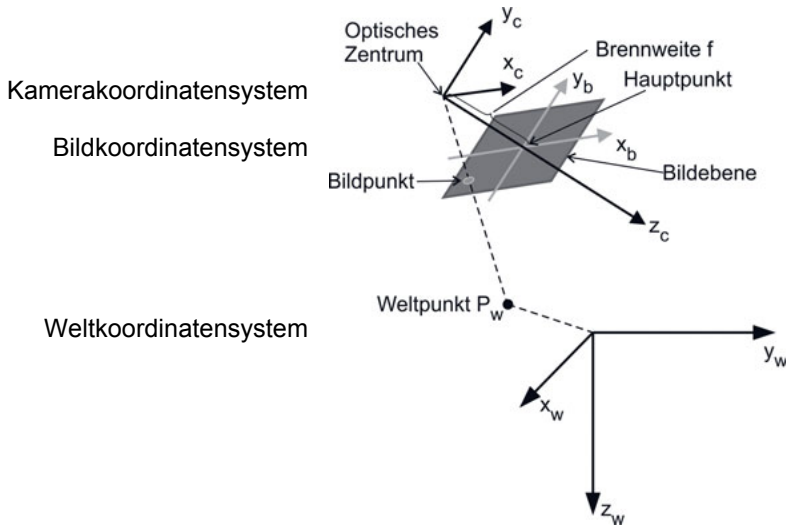 Kamerakoordinatensystem
Bildkoordinatensystem
Weltkoordinatensystem
Optisches
Zentrum
y_c
x_c
Brennweite f
y_b
Hauptpunkt
x_b
Bildpunkt
Bildebene
z_c
Weltpunkt P_w
y_w
x_w
z_w